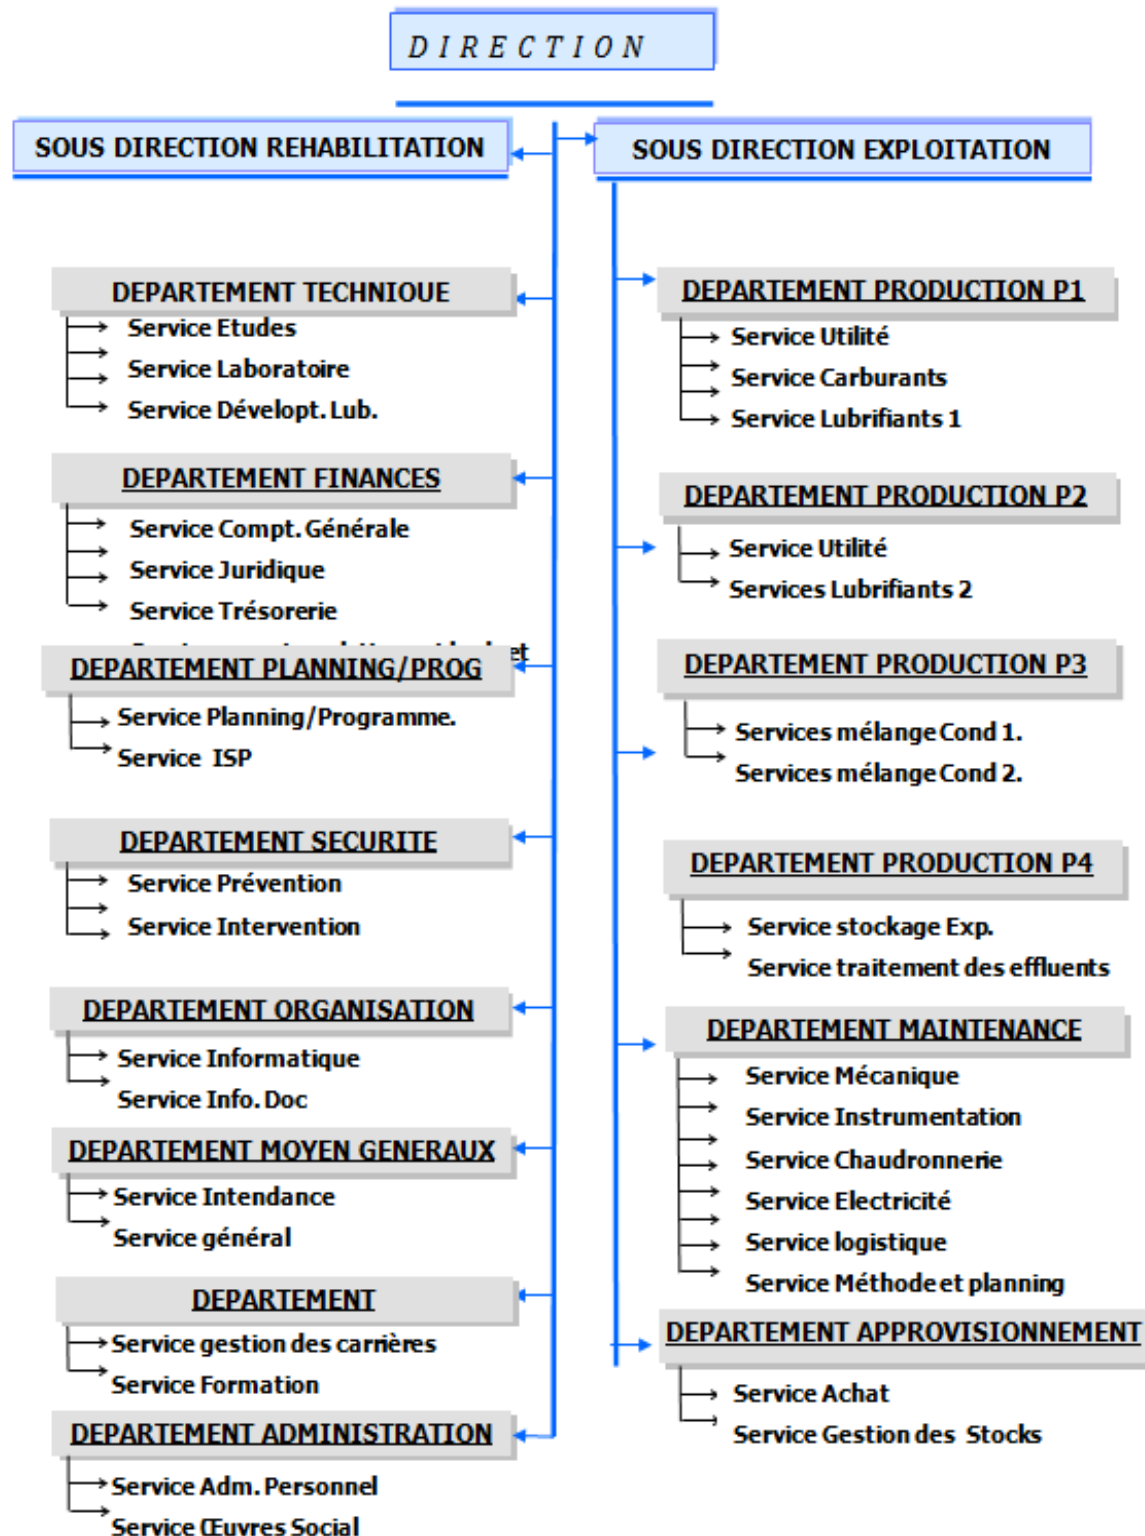 DIRECTION
SOUS DIRECTION REHABILITATION
DEPARTEMENT TECHNIQUE
Service Etudes
Service Laboratoire
Service Dévelopt. Lub.
DEPARTEMENT FINANCES
Service Compt. Générale
Service Juridique
Service Trésorerie
et
DEPARTEMENT PLANNING/PROG
Service Planning/Programme.
Service ISP
DEPARTEMENT SECURITE
Service Prévention
Service Intervention
DEPARTEMENT ORGANISATION
Service Informatique
Service Info. Doc
DEPARTEMENT MOYEN GENERAUX
Service Intendance
Service général
DEPARTEMENT
Service gestion des carrières
Service Formation
DEPARTEMENT ADMINISTRATION
Service Adm. Personnel
Service Œuvres Social
SOUS DIRECTION EXPLOITATION
DEPARTEMENT PRODUCTION P1
Service Utilité
Service Carburants
Service Lubrifiants 1
DEPARTEMENT PRODUCTION P2
Service Utilité
Services Lubrifiants 2
DEPARTEMENT PRODUCTION P3
Services mélange Cond 1.
Services mélange Cond 2.
DEPARTEMENT PRODUCTION P4
Service stockage Exp.
Service traitement des effluents
DEPARTEMENT MAINTENANCE
Service Mécanique
Service Instrumentation
Service Chaudronnerie
Service Electricité
Service logistique
Service Méthode et planning
DEPARTEMENT APPROVISIONNEMENT
Service Achat
Service Gestion des Stocks